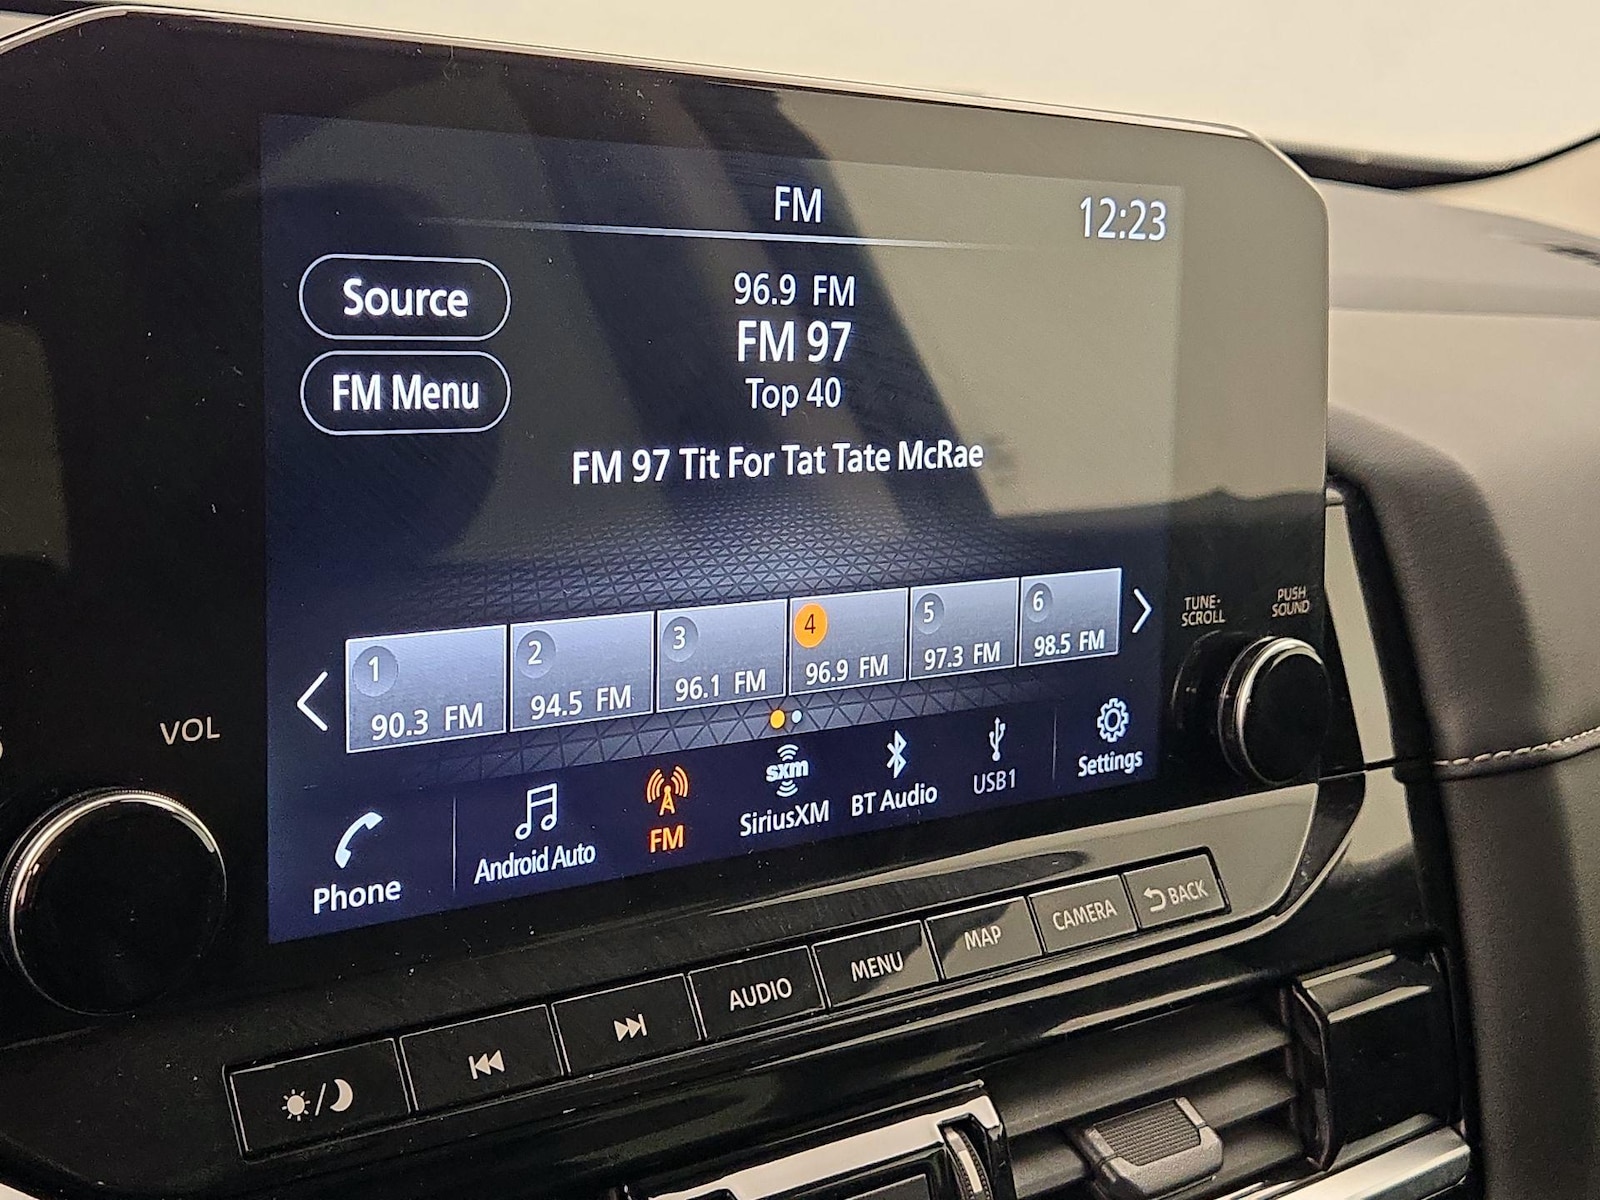 FM
12:23
Source
96.9 FM
FM 97
FM Menu
Top 40
FM 97 Tit For Tat Tate McRae
1
90.3 FM
2
94.5 FM
3
96.1 FM
4
96.9 FM
5
97.3 FM
6
98.5 FM
TUNE-
SCROLL
PUSH
SOUND
VOL
Phone
Android Auto
FM
sxm
SiriusXM
BT Audio
USB1
Settings
AUDIO
MENU
MAP
CAMERA
BACK